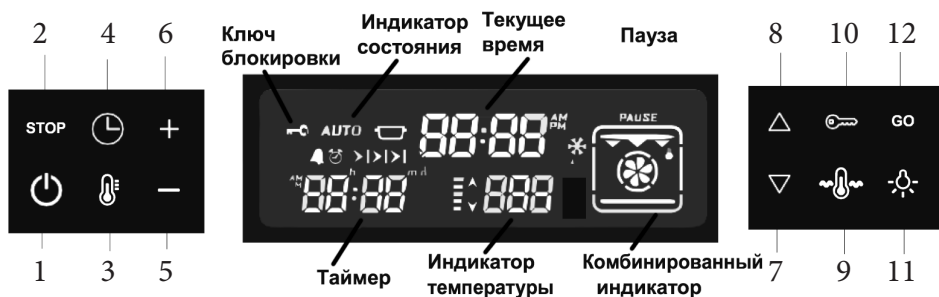 2 4 6
Ключ
блокировки
Индикатор
состояния
Текущее
время
Пауза
8 10 12
STOP
AUTO
88:88 AM
PM
PAUSE
GO
AM 88:88 h m d
888
1 3 5
Таймер
Индикатор
температуры
Комбинированный
индикатор
7 9 11